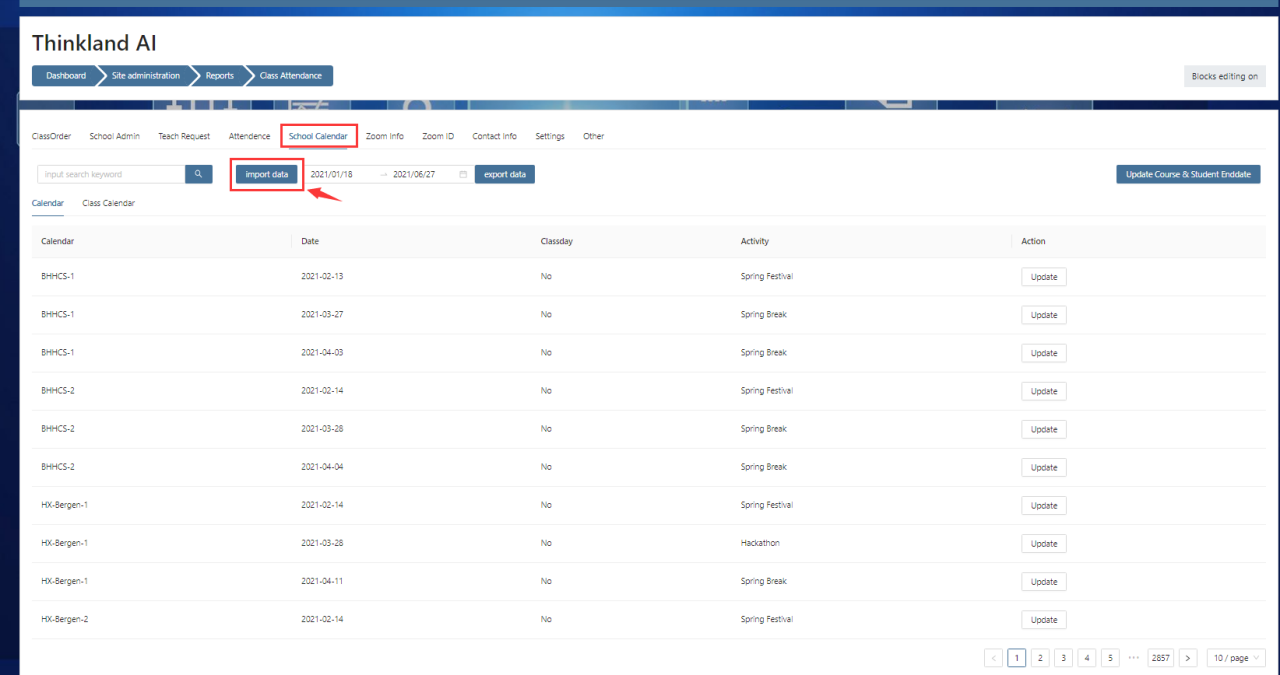 Thinkland AI
Dashboard Site administration Reports Class Attendance
Blocks editing on
ClassOrder School Admin Teach Request Attendence School Calendar Zoom Info Zoom ID Contact Info Settings Other
input search keyword import data 2021/01/18 → 2021/06/27 export data Update Course & Student Enddate
Calendar Class Calendar
Calendar Date Classday Activity Action
BHHCS-1 2021-02-13 No Spring Festival Update
BHHCS-1 2021-03-27 No Spring Break Update
BHHCS-1 2021-04-03 No Spring Break Update
BHHCS-2 2021-02-14 No Spring Festival Update
BHHCS-2 2021-03-28 No Spring Break Update
BHHCS-2 2021-04-04 No Spring Break Update
HX-Bergen-1 2021-02-14 No Spring Festival Update
HX-Bergen-1 2021-03-28 No Hackathon Update
HX-Bergen-1 2021-04-11 No Spring Break Update
HX-Bergen-2 2021-02-14 No Spring Festival Update
< 1 2 3 4 5 ••• 2857 > 10 / page